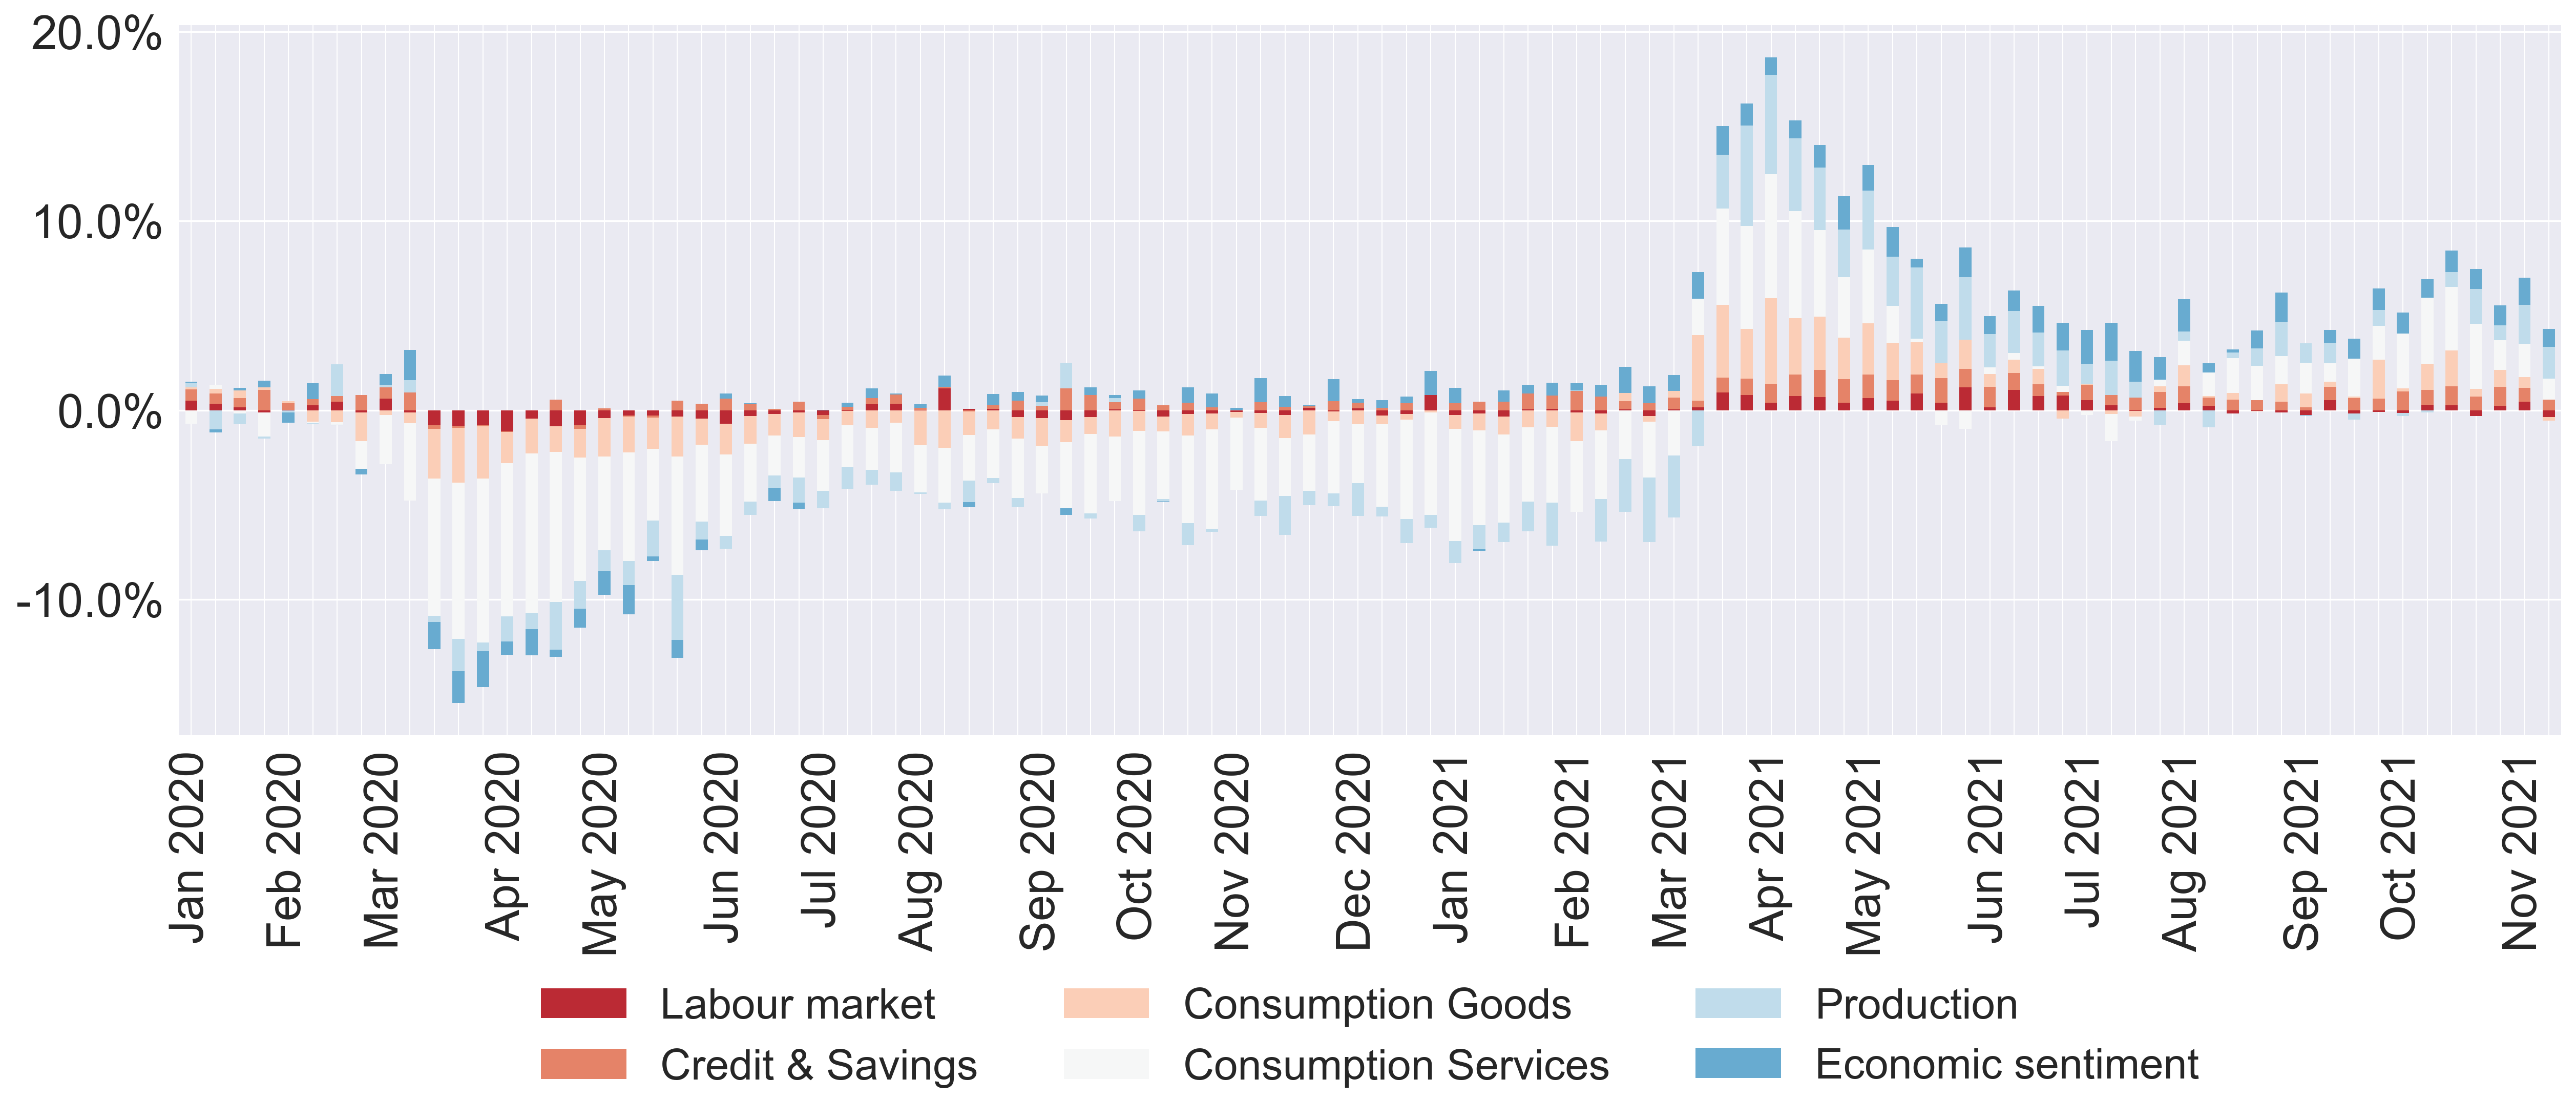 20.0%
10.0%
0.0%
-10.0%
Jan 2020
Feb 2020
Mar 2020
Apr 2020
May 2020
Jun 2020
Jul 2020
Aug 2020
Sep 2020
Oct 2020
Nov 2020
Dec 2020
Jan 2021
Feb 2021
Mar 2021
Apr 2021
May 2021
Jun 2021
Jul 2021
Aug 2021
Sep 2021
Oct 2021
Nov 2021
Labour market
Consumption Goods
Production
Credit & Savings
Consumption Services
Economic sentiment